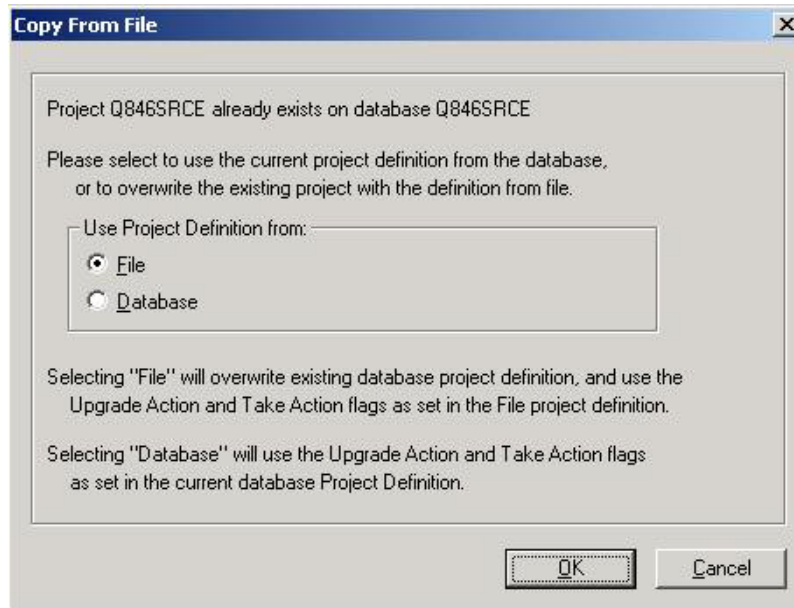 Copy From File
Project Q846SRCE already exists on database Q846SRCE
Please select to use the current project definition from the database,
or to overwrite the existing project with the definition from file.
Use Project Definition from:
File
Database
Selecting "File" will overwrite existing database project definition, and use the
Upgrade Action and Take Action flags as set in the File project definition.
Selecting "Database" will use the Upgrade Action and Take Action flags
as set in the current database Project Definition.
OK
Cancel